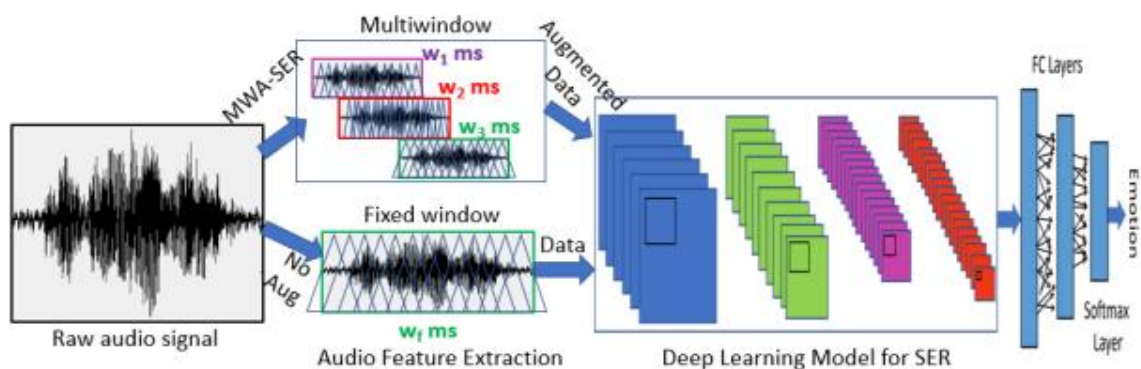 Multiwindow
MWA-SER
w1 ms
w2 ms
w3 ms
Augmented
Data
Raw audio signal
No
Aug
Fixed window
wf ms
Audio Feature Extraction
Data
Deep Learning Model for SER
FC Layers
Softmax
Layer
Emotion